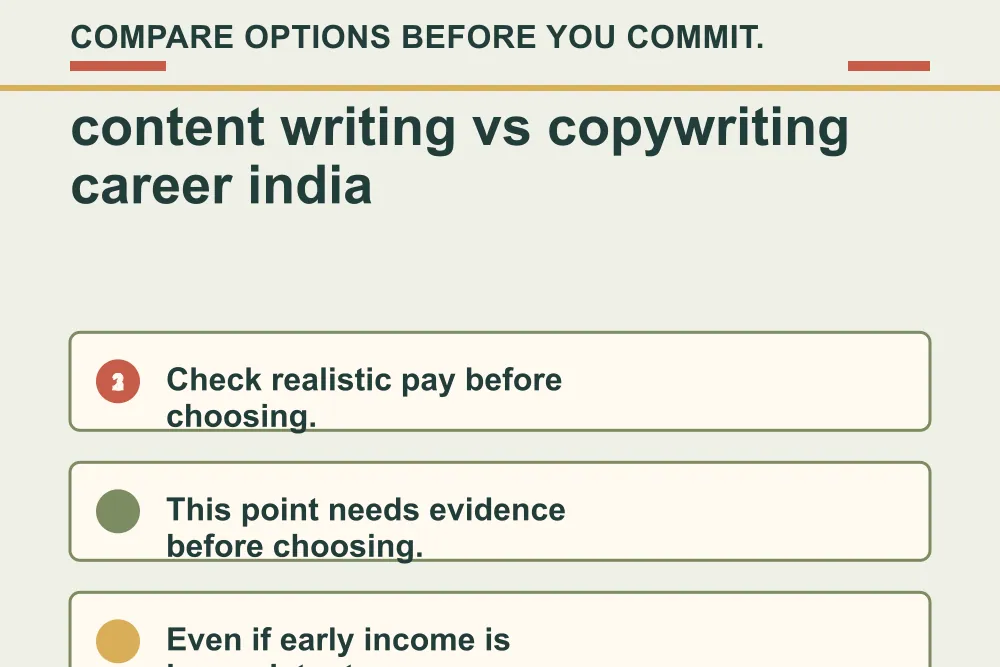 COMPARE OPTIONS BEFORE YOU COMMIT.
content writing vs copywriting
career india
Check realistic pay before
choosing.
This point needs evidence
before choosing.
Even if early income is